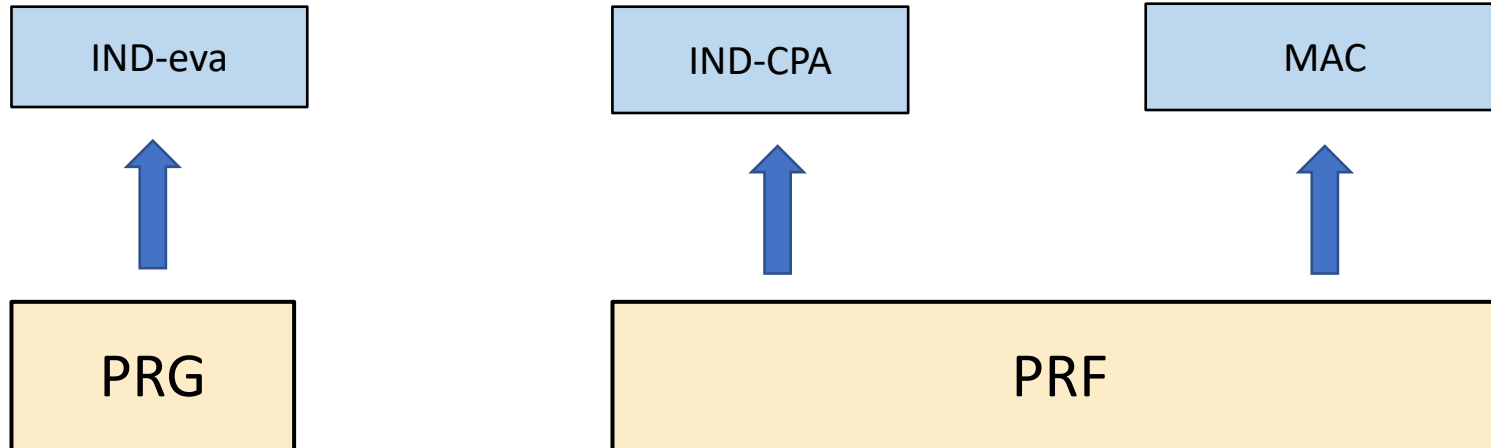 IND-eva
IND-CPA
MAC
PRG
PRF